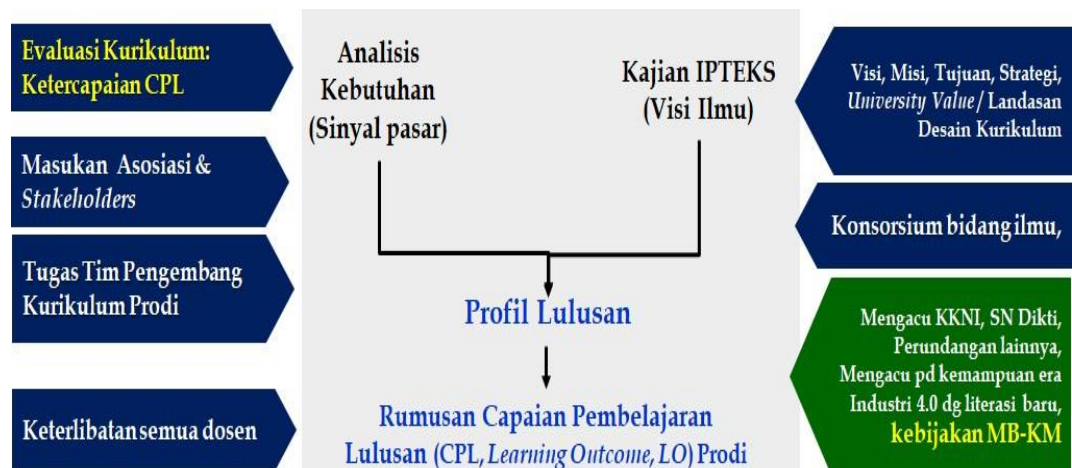 Evaluasi Kurikulum:
Ketercapaian CPL
Masukan Asosiasi &
Stakeholders
Tugas Tim Pengembang
Kurikulum Prodi
Keterlibatan semua dosen
Analisis
Kebutuhan
(Sinyal pasar)
Kajian IPTEKS
(Visi Ilmu)
Profil Lulusan
Rumusan Capaian Pembelajaran
Lulusan (CPL, Learning Outcome, LO) Prodi
Visi, Misi, Tujuan, Strategi,
University Value / Landasan
Desain Kurikulum
Konsorsium bidang ilmu,
Mengacu KKNI, SN Dikti,
Perundangan lainnya,
Mengacu pd kemampuan era
Industri 4.0 dg literasi baru,
kebijakan MB-KM